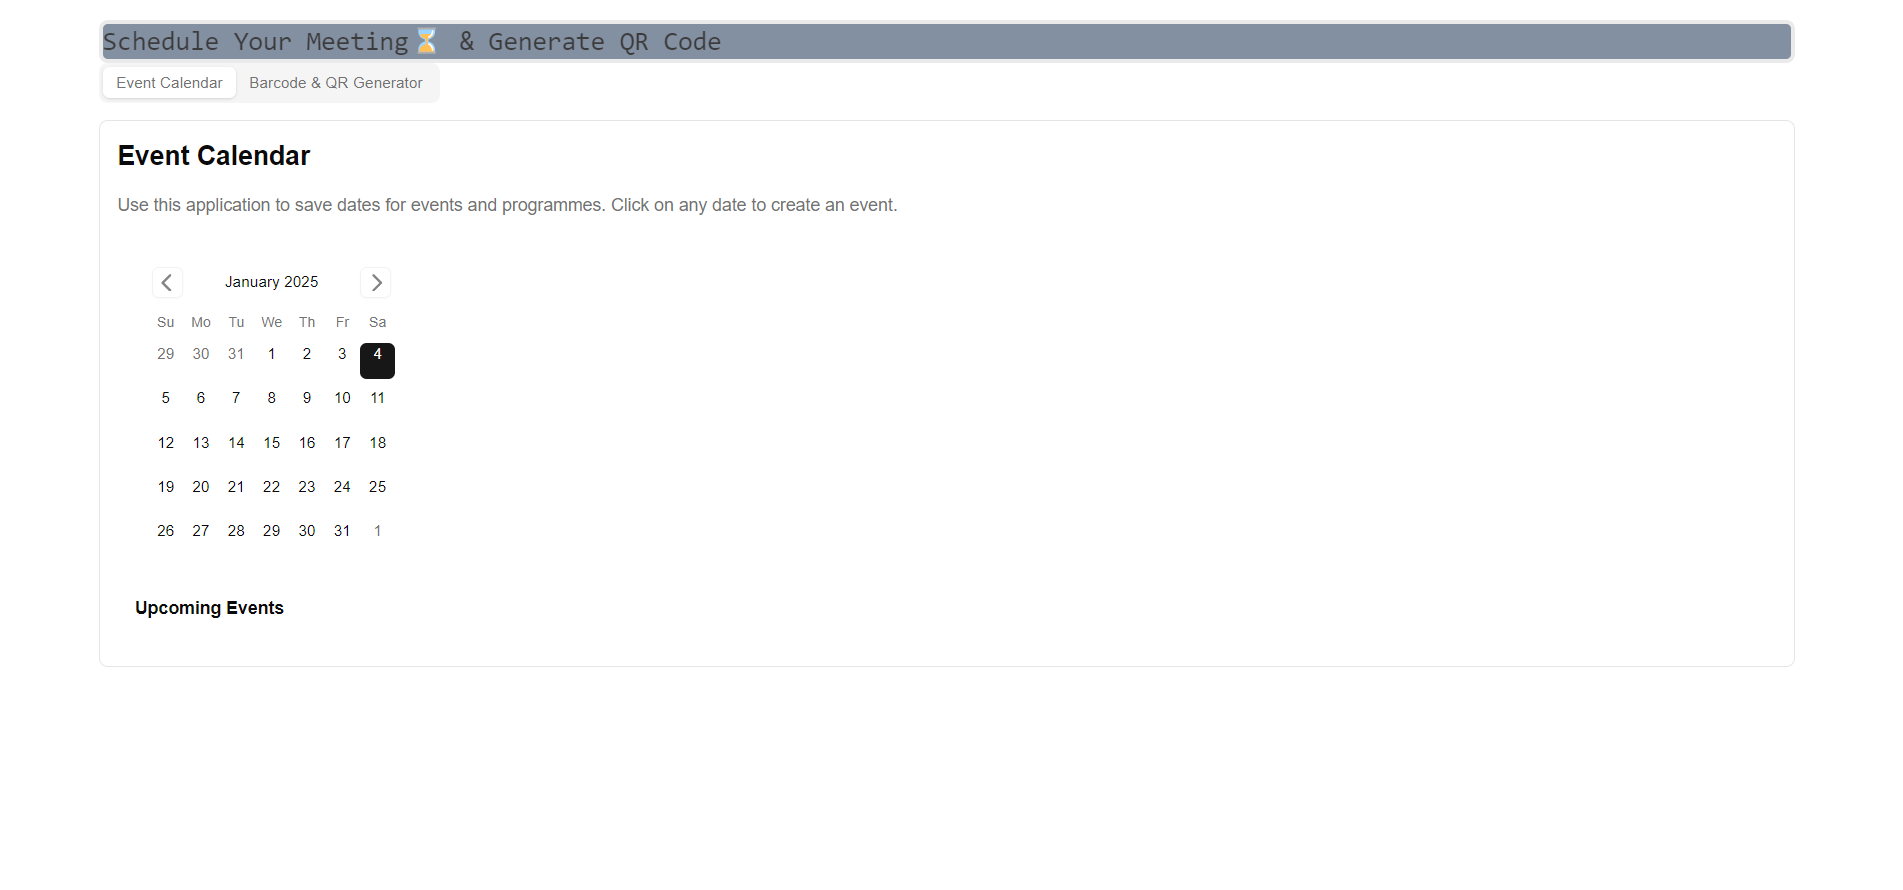 Schedule Your Meeting⌛ & Generate QR Code
Event Calendar Barcode & QR Generator
Event Calendar
Use this application to save dates for events and programmes. Click on any date to create an event.
January 2025
Su Mo Tu We Th Fr Sa
29 30 31 1 2 3 4
5 6 7 8 9 10 11
12 13 14 15 16 17 18
19 20 21 22 23 24 25
26 27 28 29 30 31 1
Upcoming Events